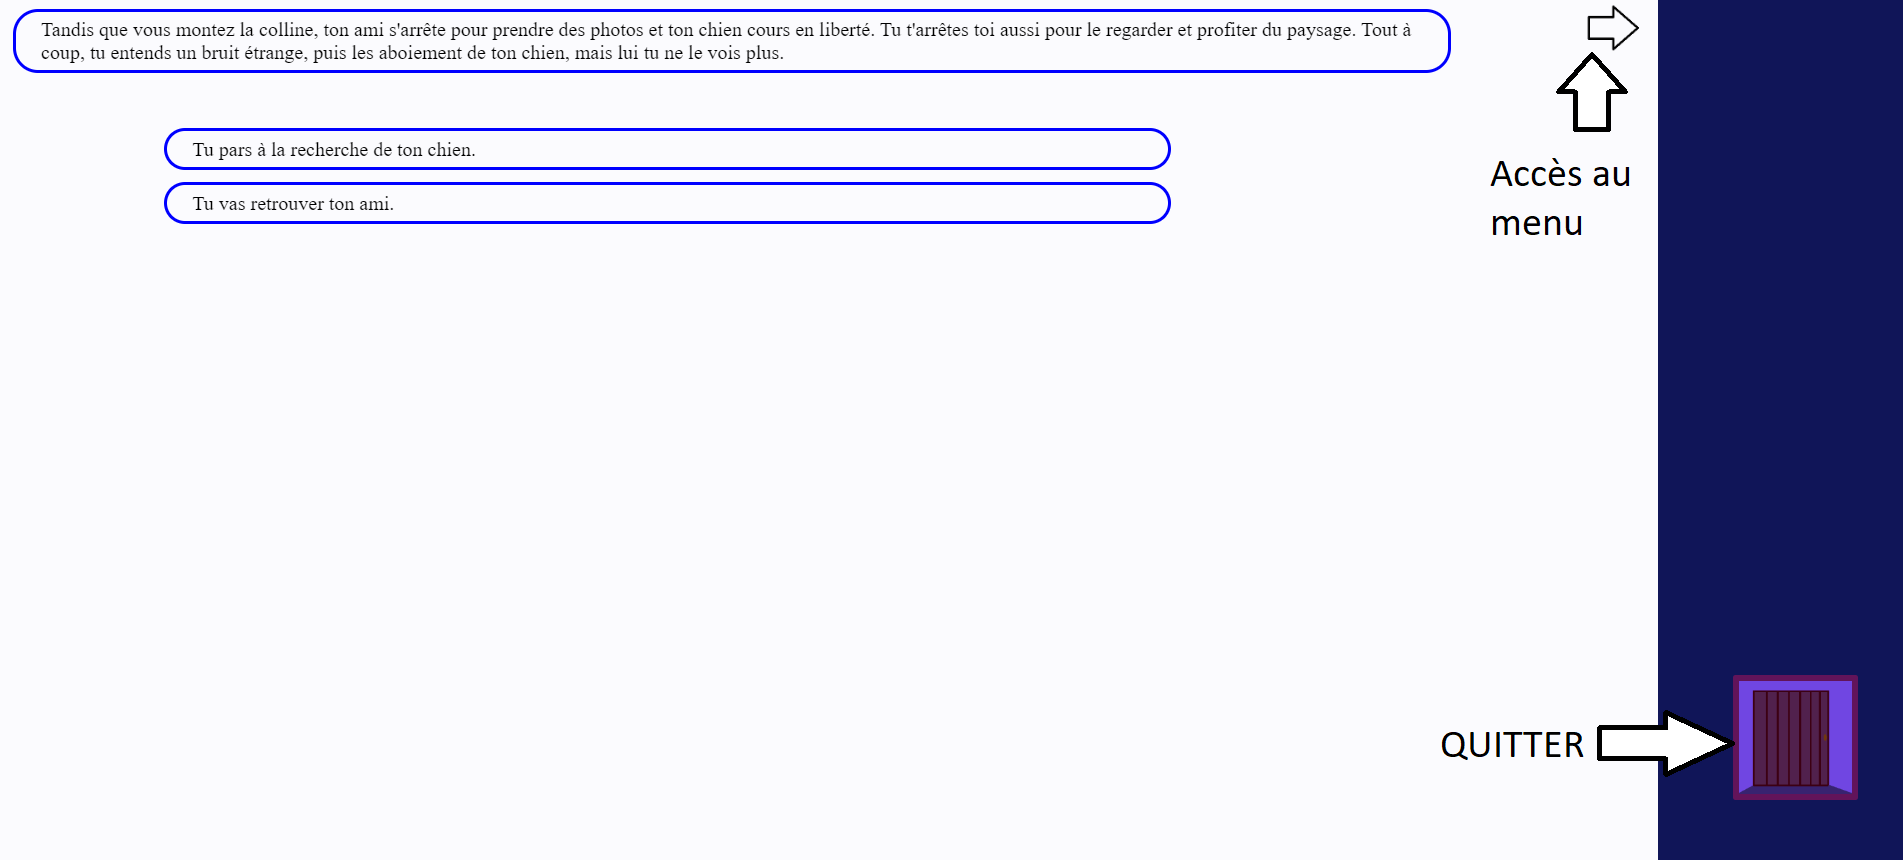 Tandis que vous montez la colline, ton ami s'arrête pour prendre des photos et ton chien cours en liberté. Tu t'arrêtes toi aussi pour le regarder et profiter du paysage. Tout à
coup, tu entends un bruit étrange, puis les aboiement de ton chien, mais lui tu ne le vois plus.
Tu pars à la recherche de ton chien.
Tu vas retrouver ton ami.
Accès au
menu
QUITTER